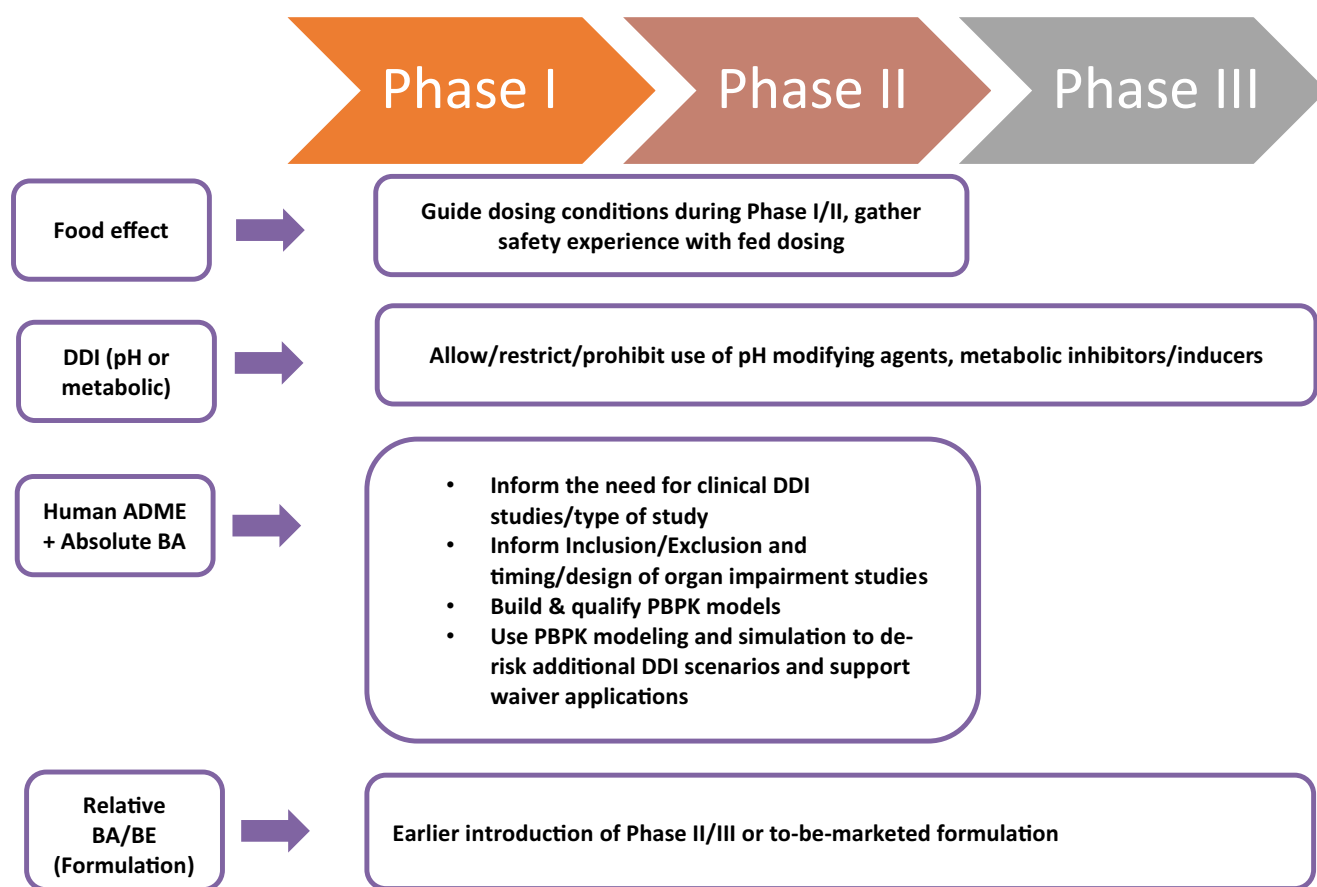 Phase I
Phase II
Phase III
Food effect
Guide dosing conditions during Phase I/II, gather
safety experience with fed dosing
DDI (pH or
metabolic)
Allow/restrict/prohibit use of pH modifying agents, metabolic inhibitors/inducers
Human ADME
+ Absolute BA
• Inform the need for clinical DDI
studies/type of study
• Inform Inclusion/Exclusion and
timing/design of organ impairment studies
• Build & qualify PBPK models
• Use PBPK modeling and simulation to de-
risk additional DDI scenarios and support
waiver applications
Relative
BA/BE
(Formulation)
Earlier introduction of Phase II/III or to-be-marketed formulation